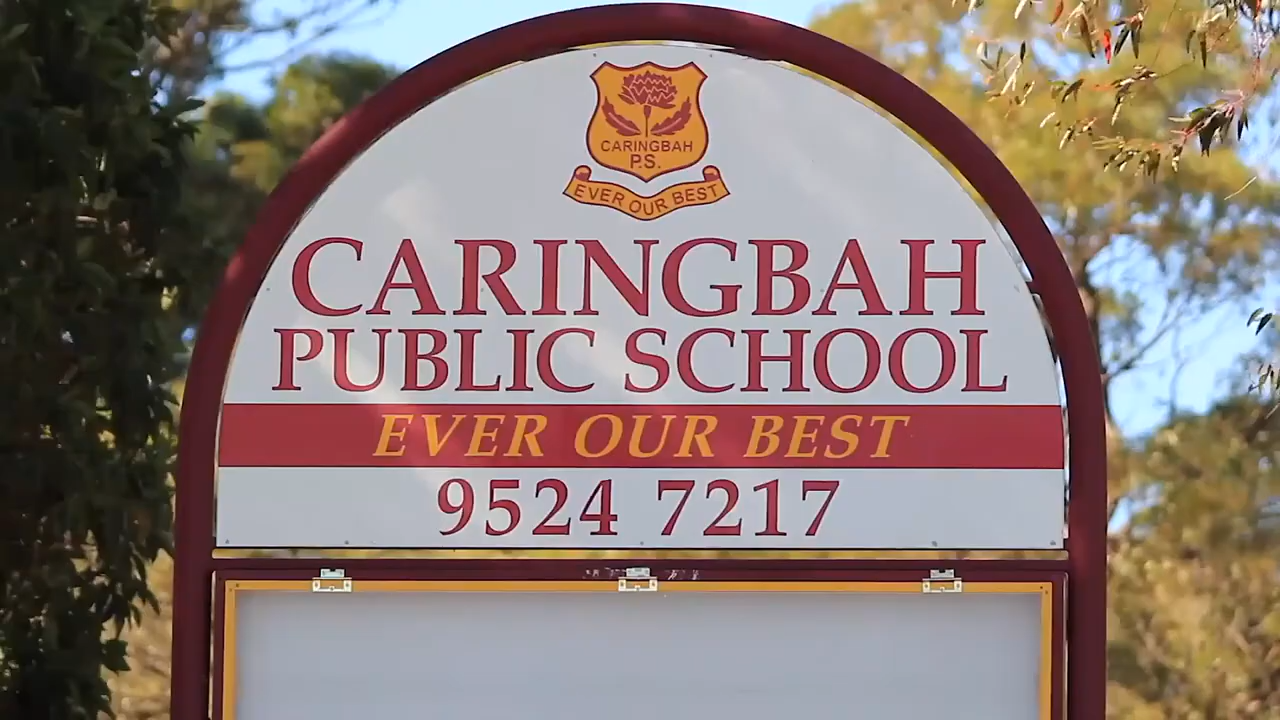 CARINGBAH
P.S.
EVER OUR BEST
CARINGBAH
PUBLIC SCHOOL
EVER OUR BEST
9524 7217